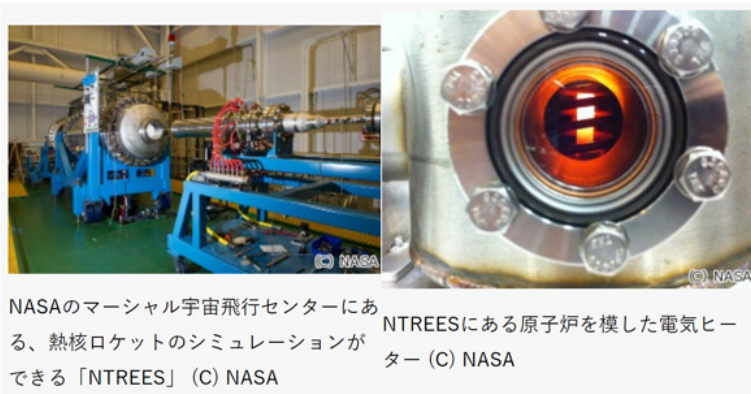 (C) NASA
NASAのマーシャル宇宙飛行センターにあ
る、熱核ロケットのシミュレーションが
できる「NTREES」 (C) NASA
(C) NASA
NTREESにある原子炉を模した電気ヒー
ター (C) NASA